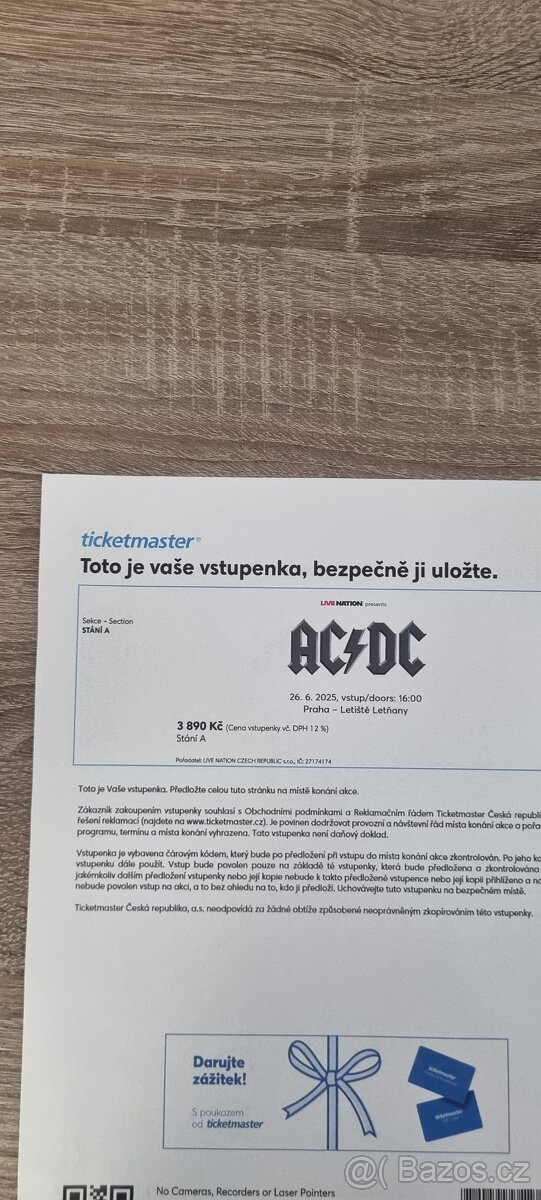 ticketmaster®
Toto je vaše vstupenka, bezpečně ji uložte.
LIVE NATION presents
Sekce - Section
STÁNÍ A
AC DC
26. 6. 2025, vstup/doors: 16:00
Praha – Letiště Letňany
3 890 Kč (Cena vstupenky vč. DPH 12 %)
Stání A
Pořadatel: LIVE NATION CZECH REPUBLIC s.r.o., IČ: 27174174
Toto je Vaše vstupenka. Předložte celou tuto stránku na místě konání akce.
Zákazník zakoupením vstupenky souhlasí s Obchodními podmínkami a Reklamačním řádem Ticketmaster Česká republi
řešení reklamací (najdete na www.ticketmaster.cz). Je povinen dodržovat provozní a návštevní řád místa konání akce a pořa
programu, termínu a místa konání vyhrazena. Tato vstupenka není daňový doklad.
Vstupenka je vybavena čárovým kódem, který bude po předložení při vstupu do místa konání akce zkontrolován. Po jeho ko
vstupenku dále použít. Vstup bude povolen pouze na základě té vstupenky, která bude předložena a zkontrolována
jakémkoliv dalším předložení vstupenky nebo její kopie nebude k takto předložené vstupence nebo její kopii přihlíženo a na
nebude povolen vstup na akci, a to bez ohledu na to, kdo ji předloží. Uchovávejte tuto vstupenku na bezpečném místě.
Ticketmaster Česká republika, a.s. neodpovídá za žádné obtíže způsobené neoprávněným zkopírováním této vstupenky.
Darujte
zážitek!
S poukazem
od ticketmaster
ticketmaster
ticketmaster
No Cameras, Recorders or Laser Pointers
Bazos.cz